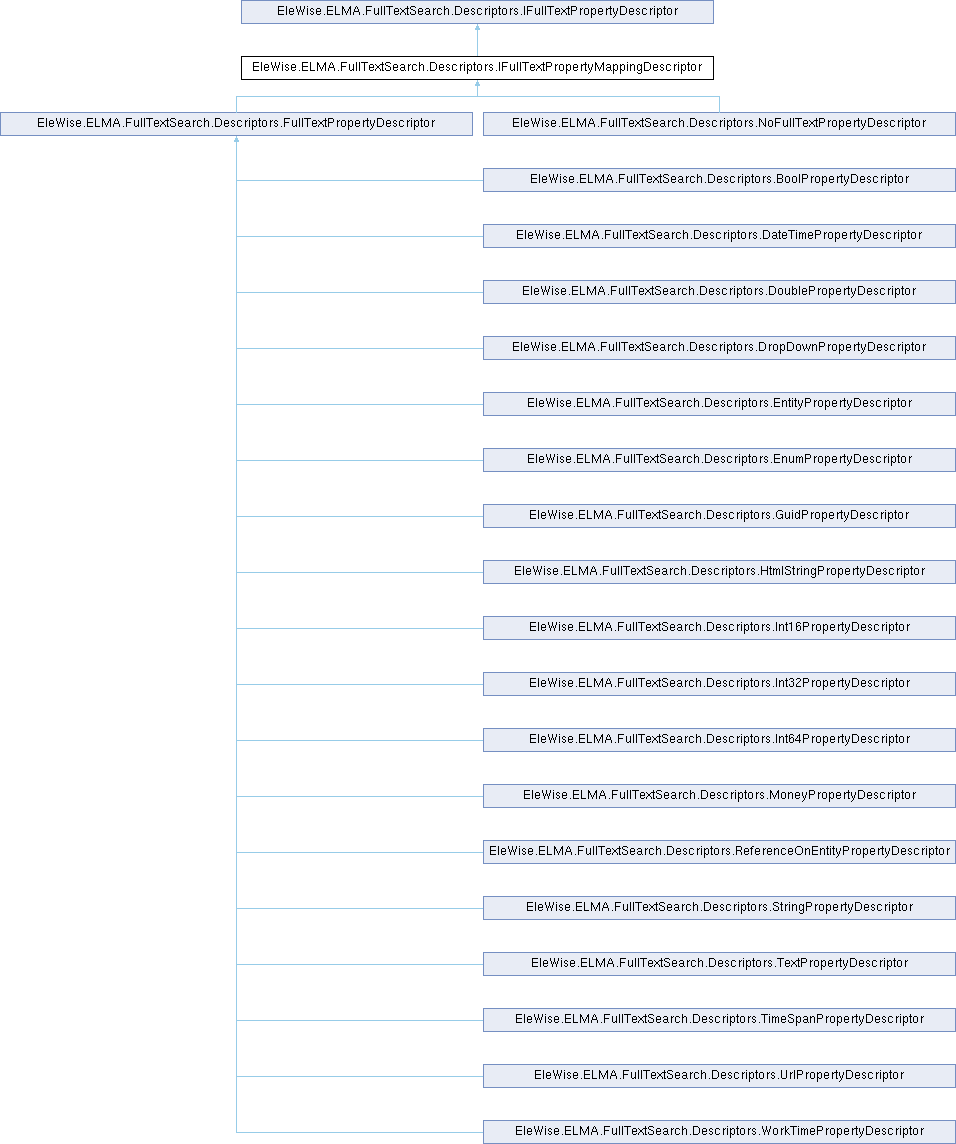 EleWise.ELMA.FullTextSearch.Descriptors.IFullTextPropertyDescriptor
EleWise.ELMA.FullTextSearch.Descriptors.IFullTextPropertyMappingDescriptor
EleWise.ELMA.FullTextSearch.Descriptors.FullTextPropertyDescriptor
EleWise.ELMA.FullTextSearch.Descriptors.NoFullTextPropertyDescriptor
EleWise.ELMA.FullTextSearch.Descriptors.BoolPropertyDescriptor
EleWise.ELMA.FullTextSearch.Descriptors.DateTimePropertyDescriptor
EleWise.ELMA.FullTextSearch.Descriptors.DoublePropertyDescriptor
EleWise.ELMA.FullTextSearch.Descriptors.DropDownPropertyDescriptor
EleWise.ELMA.FullTextSearch.Descriptors.EntityPropertyDescriptor
EleWise.ELMA.FullTextSearch.Descriptors.EnumPropertyDescriptor
EleWise.ELMA.FullTextSearch.Descriptors.GuidPropertyDescriptor
EleWise.ELMA.FullTextSearch.Descriptors.HtmlStringPropertyDescriptor
EleWise.ELMA.FullTextSearch.Descriptors.Int16PropertyDescriptor
EleWise.ELMA.FullTextSearch.Descriptors.Int32PropertyDescriptor
EleWise.ELMA.FullTextSearch.Descriptors.Int64PropertyDescriptor
EleWise.ELMA.FullTextSearch.Descriptors.MoneyPropertyDescriptor
EleWise.ELMA.FullTextSearch.Descriptors.ReferenceOnEntityPropertyDescriptor
EleWise.ELMA.FullTextSearch.Descriptors.StringPropertyDescriptor
EleWise.ELMA.FullTextSearch.Descriptors.TextPropertyDescriptor
EleWise.ELMA.FullTextSearch.Descriptors.TimeSpanPropertyDescriptor
EleWise.ELMA.FullTextSearch.Descriptors.UrlPropertyDescriptor
EleWise.ELMA.FullTextSearch.Descriptors.WorkTimePropertyDescriptor